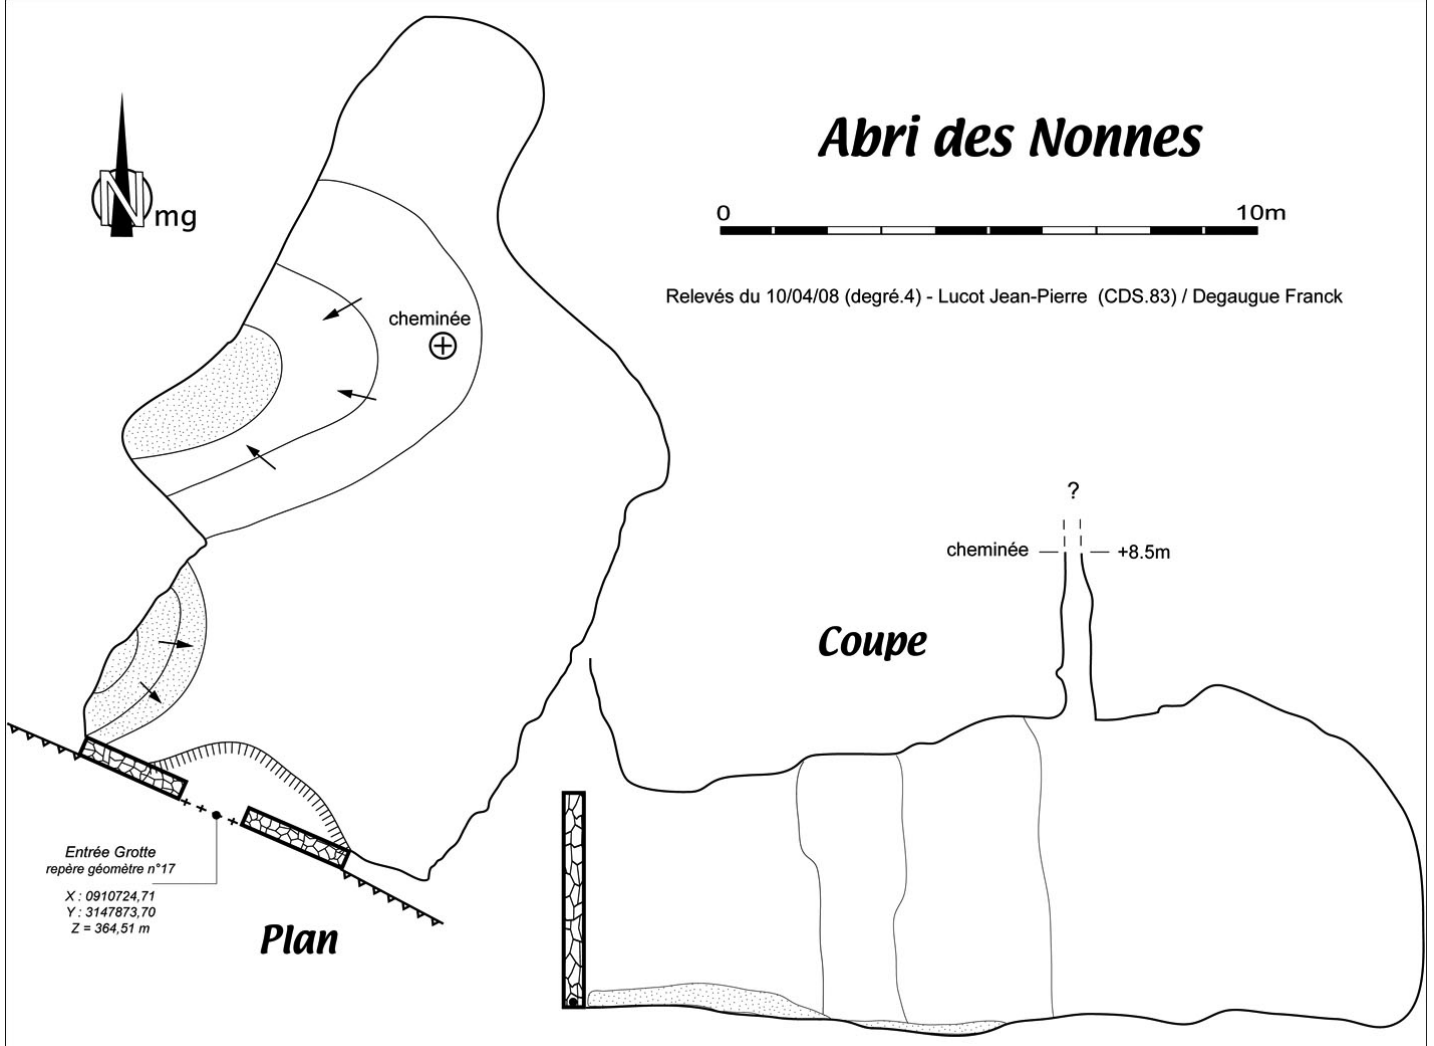 Abri des Nonnes
0 10m
Relevés du 10/04/08 (degré.4) - Lucot Jean-Pierre (CDS.83) / Degaugue Franck
N mg
cheminée
?
cheminée +8.5m
Coupe
Entrée Grotte
repère géomètre n°17
X : 0910724,71
Y : 3147873,70
Z = 364,51 m
Plan